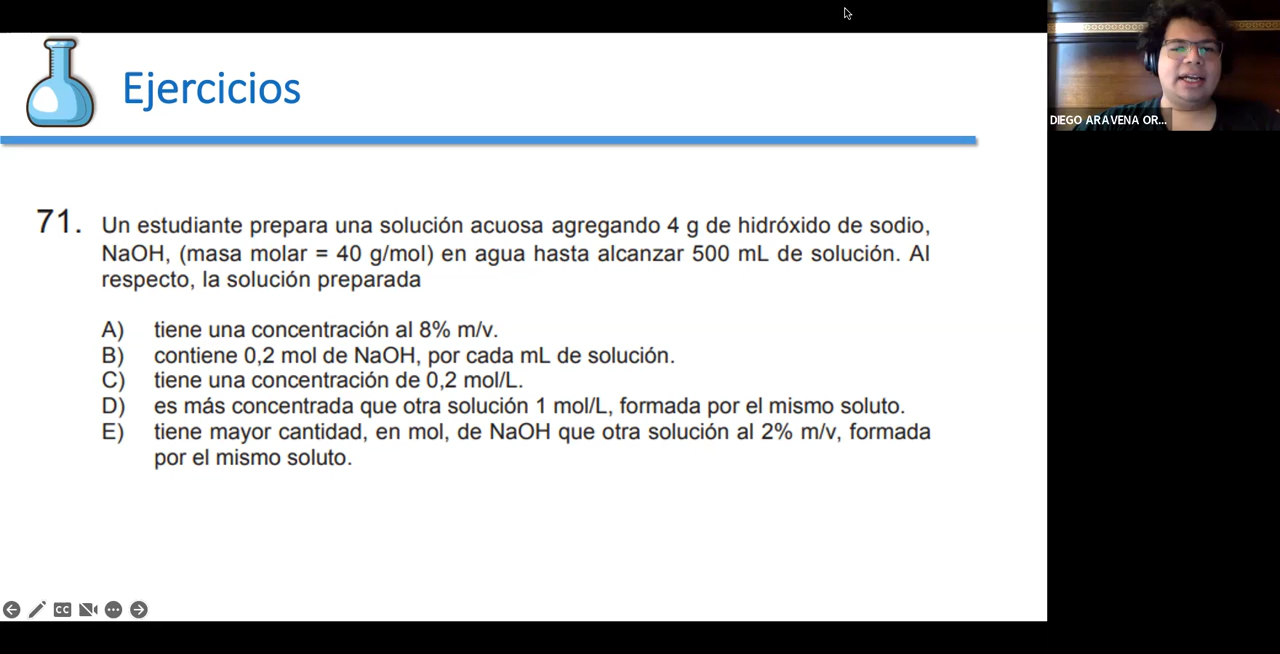 Ejercicios
DIEGO ARAVENA OR...
71. Un estudiante prepara una solución acuosa agregando 4 g de hidróxido de sodio,
NaOH, (masa molar = 40 g/mol) en agua hasta alcanzar 500 mL de solución. Al
respecto, la solución preparada
A) tiene una concentración al 8% m/v.
B) contiene 0,2 mol de NaOH, por cada mL de solución.
C) tiene una concentración de 0,2 mol/L.
D) es más concentrada que otra solución 1 mol/L, formada por el mismo soluto.
E) tiene mayor cantidad, en mol, de NaOH que otra solución al 2% m/v, formada
por el mismo soluto.
CC